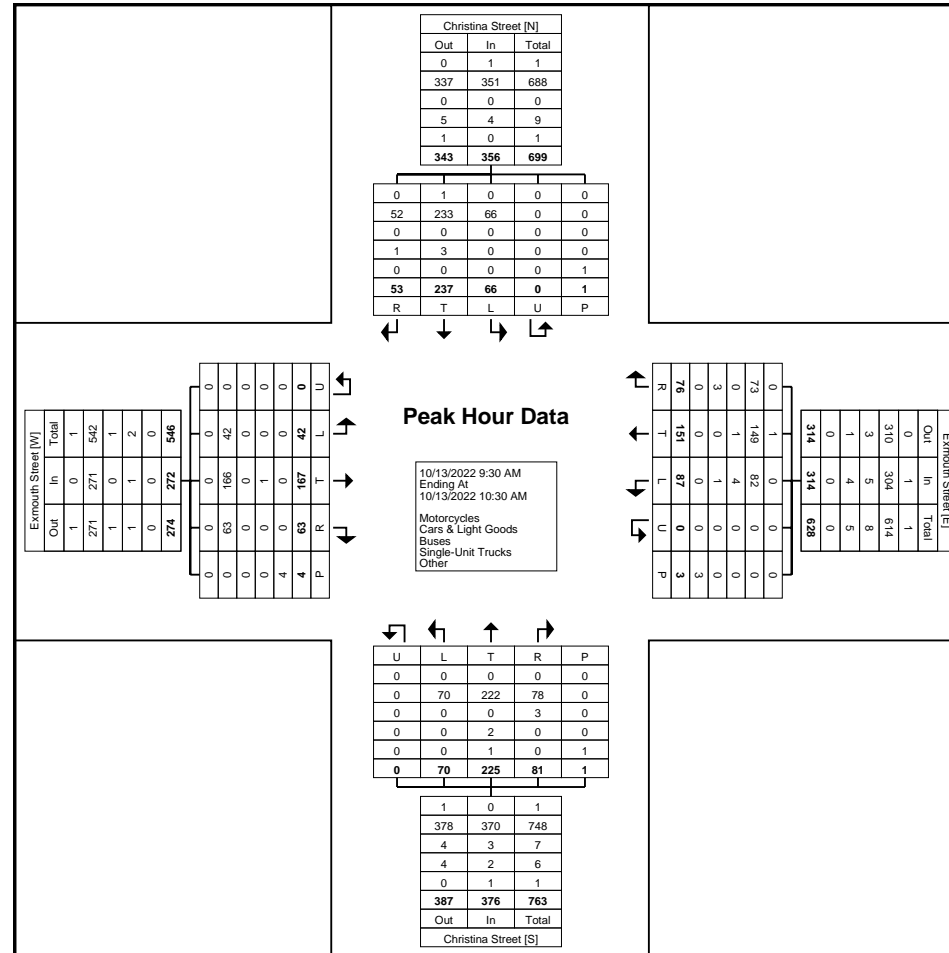 Christina Street [N]
Out In Total
0 1 1
337 351 688
0 0 0
5 4 9
1 0 1
343 356 699
0 1 0 0 0
52 233 66 0 0
0 0 0 0 0
1 3 0 0 0
0 0 0 0 1
53 237 66 0 1
R T L U P
Exmouth Street [W]
Total 1 542 1 2 0 546
In 0 271 0 1 0 272
Out 1 271 1 1 0 274
0 0 0 0 0 0 U
0 42 0 0 0 42 L
0 166 0 1 0 167 T
0 63 0 0 0 63 R
0 0 0 0 4 4 P
Peak Hour Data
10/13/2022 9:30 AM
Ending At
10/13/2022 10:30 AM
Motorcycles
Cars & Light Goods
Buses
Single-Unit Trucks
Other
R 76 0 3 0 73 0
T 151 0 0 1 149 1
L 87 0 1 4 82 0
U 0 0 0 0 0 0
P 3 3 0 0 0 0
314 0 1 3 310 0 Out
314 0 4 5 304 1 In
628 0 5 8 614 1 Total
Exmouth Street [E]
U L T R P
0 0 0 0 0
0 70 222 78 0
0 0 0 3 0
0 0 2 0 0
0 0 1 0 1
0 70 225 81 1
1 0 1
378 370 748
4 3 7
4 2 6
0 1 1
387 376 763
Out In Total
Christina Street [S]